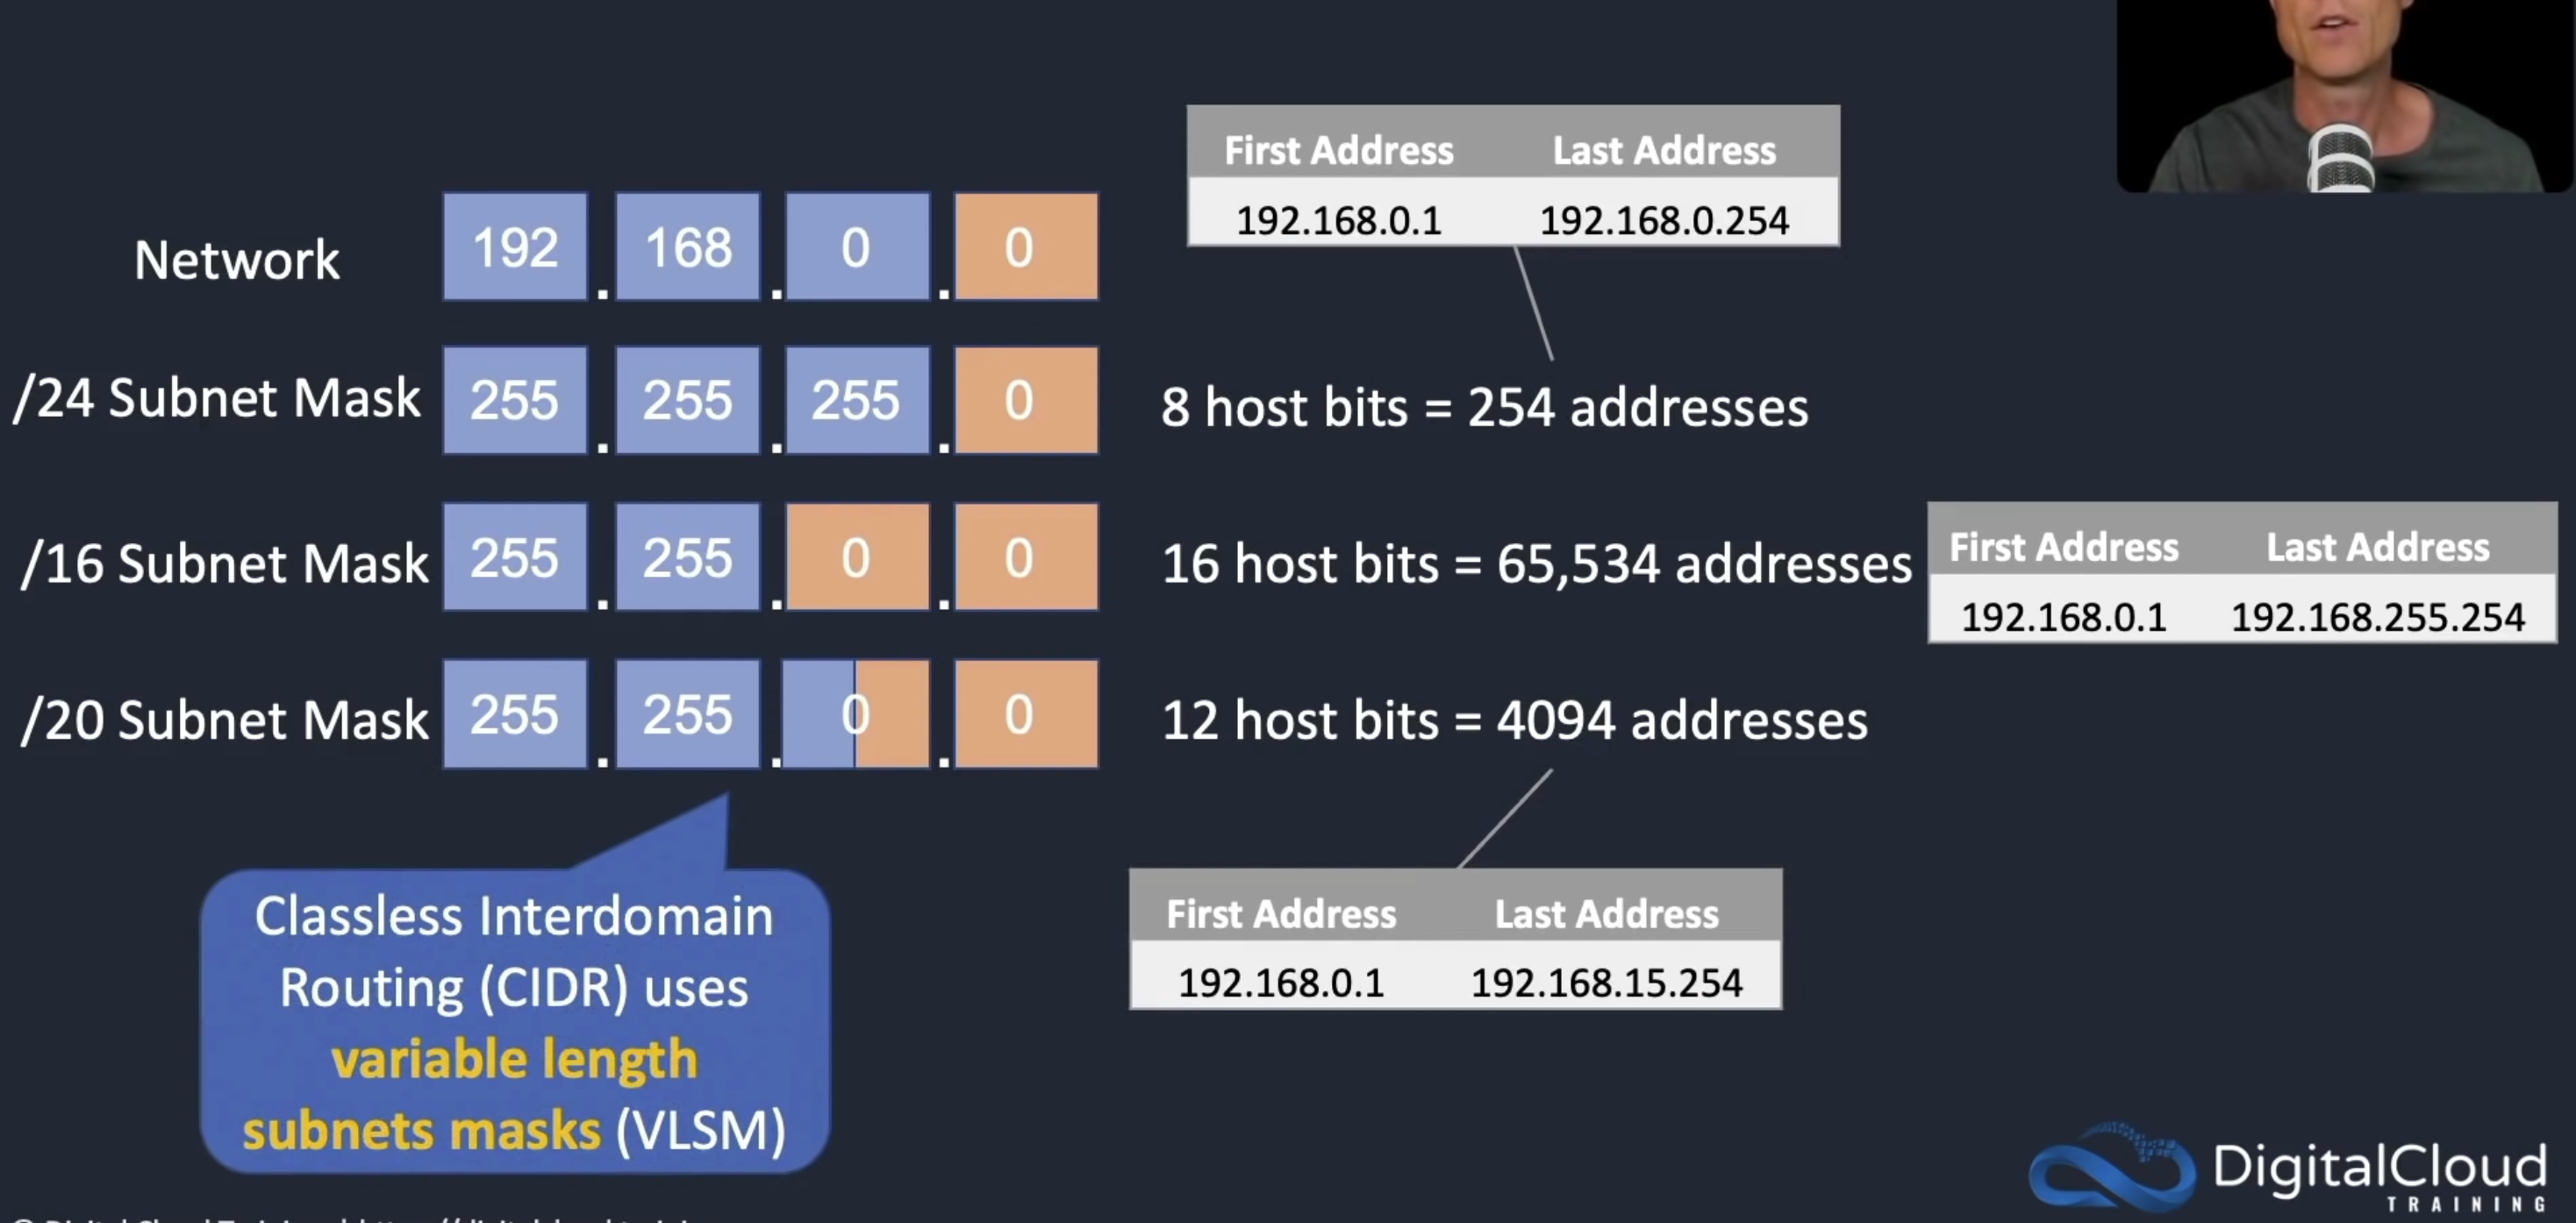 First Address Last Address
192.168.0.1 192.168.0.254
Network 192 . 168 . 0 . 0
/24 Subnet Mask 255 . 255 . 255 . 0
8 host bits = 254 addresses
/16 Subnet Mask 255 . 255 . 0 . 0
16 host bits = 65,534 addresses
First Address Last Address
192.168.0.1 192.168.255.254
/20 Subnet Mask 255 . 255 . 0 . 0
12 host bits = 4094 addresses
First Address Last Address
192.168.0.1 192.168.15.254
Classless Interdomain
Routing (CIDR) uses
variable length
subnets masks (VLSM)
DigitalCloud
TRAINING